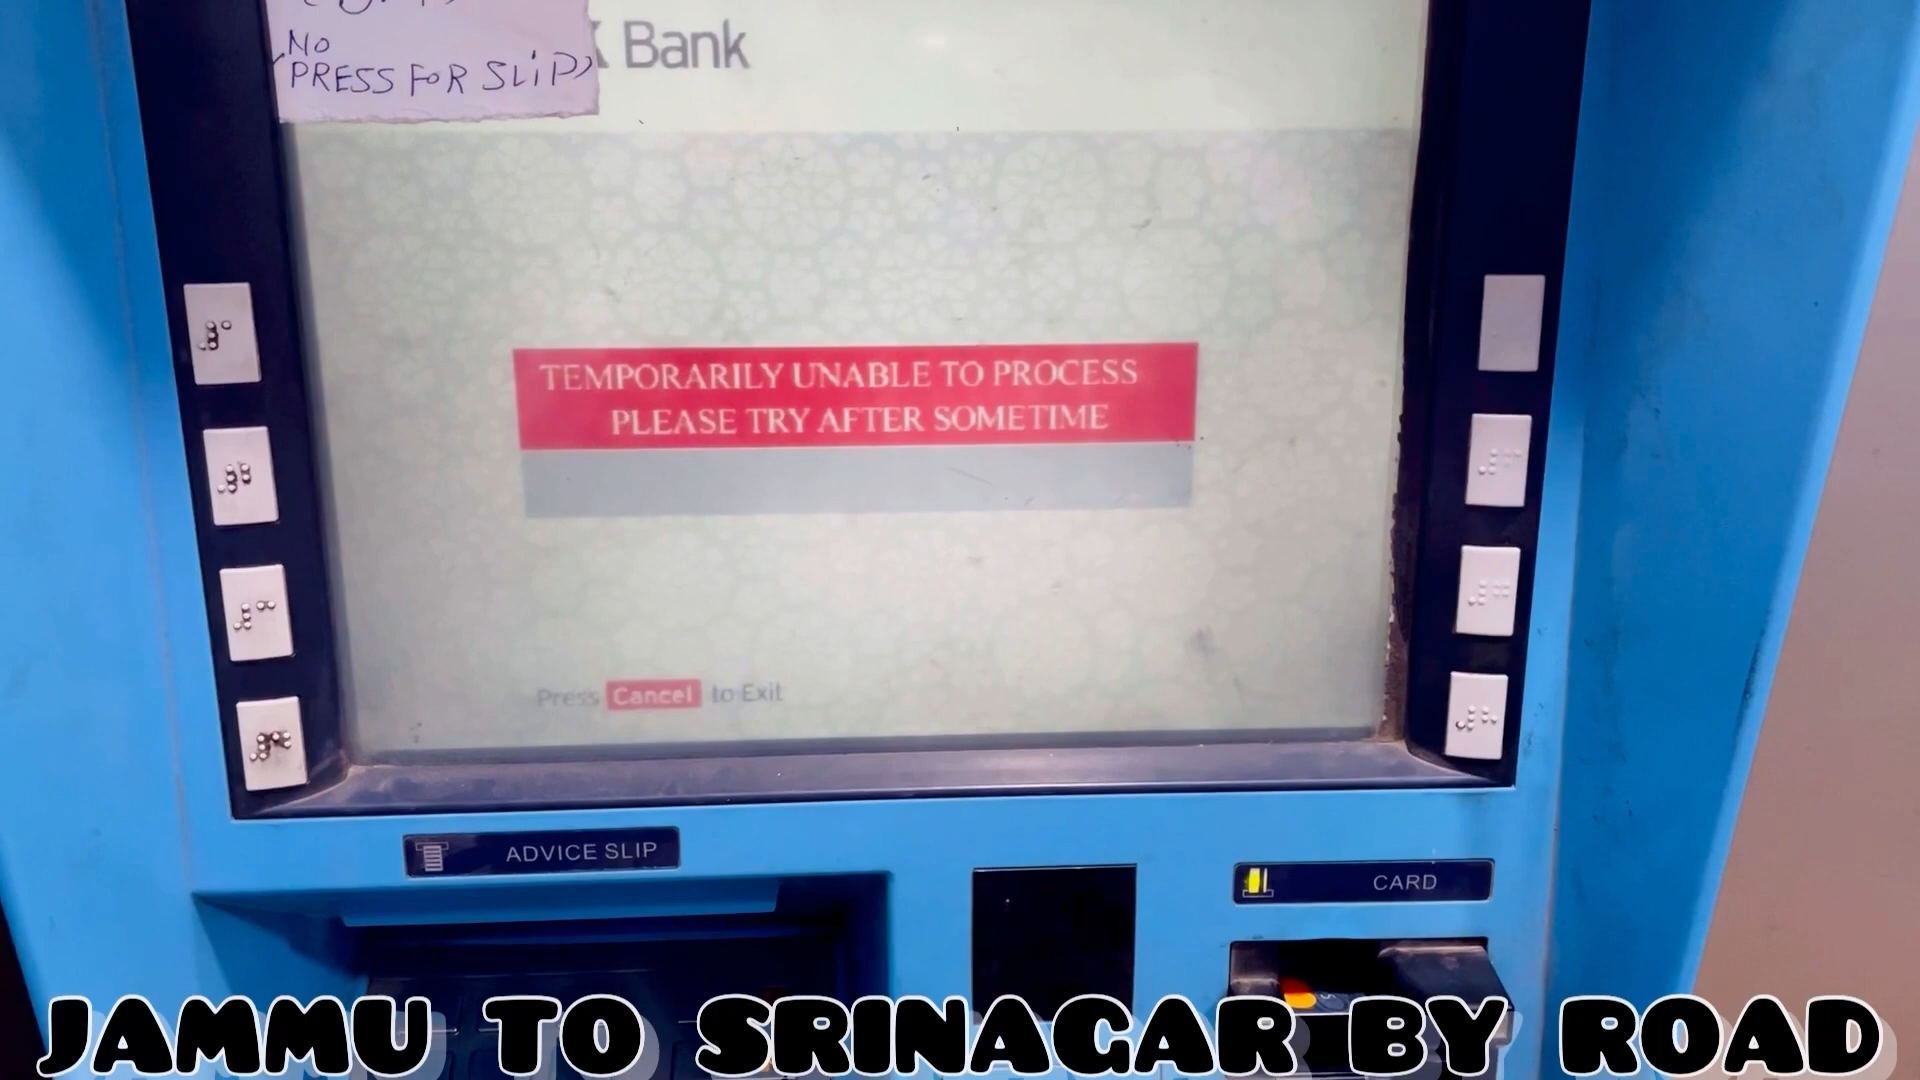 NO
PRESS FOR SLIP)
K Bank
TEMPORARILY UNABLE TO PROCESS
PLEASE TRY AFTER SOMETIME
Press Cancel to Exit
ADVICE SLIP
CARD
JAMMU TO SRINAGAR BY ROAD